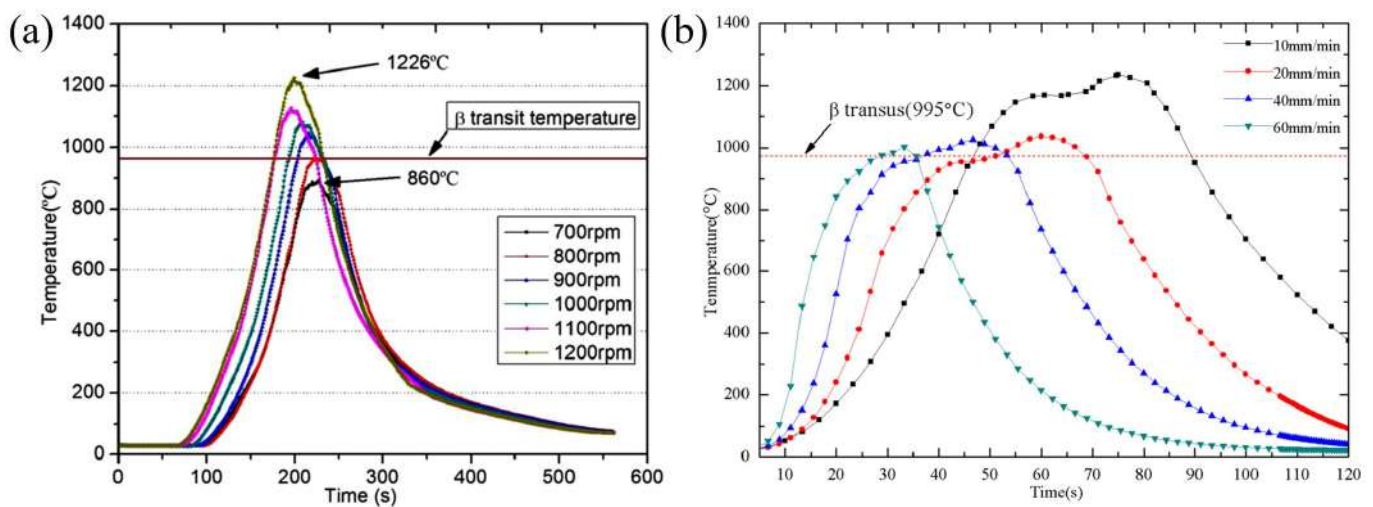 (a)
1400
1200
1000
800
600
400
200
0
Temperature(℃)
1226℃
β transit temperature
860℃
700rpm
800rpm
900rpm
1000rpm
1100rpm
1200rpm
0 100 200 300 400 500 600
Time (s)
(b)
1400
1200
1000
800
600
400
200
0
Tenmperature(°C)
10mm/min
20mm/min
40mm/min
60mm/min
β transus(995°C)
10 20 30 40 50 60 70 80 90 100 110 120
Time(s)